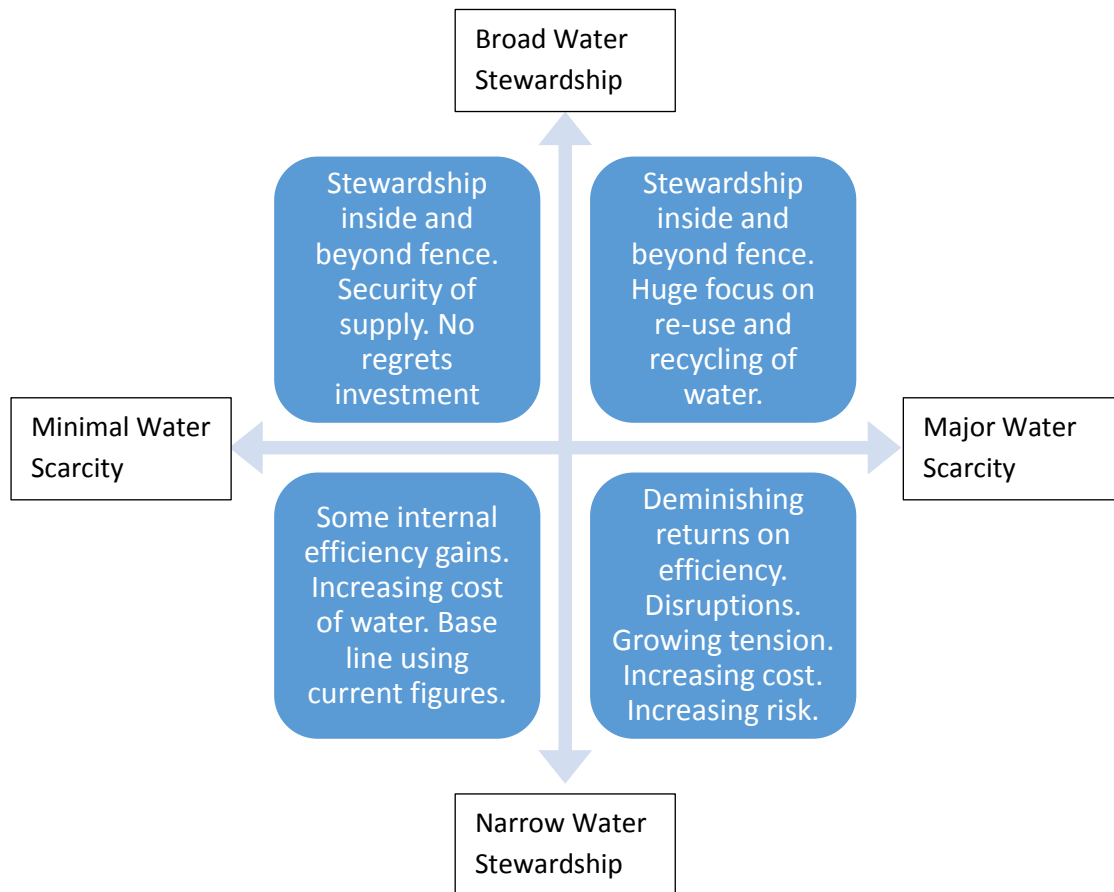 Broad Water
Stewardship
Stewardship
inside and
beyond fence.
Security of
supply. No
regrets
investment
Stewardship
inside and
beyond fence.
Huge focus on
re-use and
recycling of
water.
Minimal Water
Scarcity
Major Water
Scarcity
Some internal
efficiency gains.
Increasing cost
of water. Base
line using
current figures.
Deminishing
returns on
efficiency.
Disruptions.
Growing tension.
Increasing cost.
Increasing risk.
Narrow Water
Stewardship